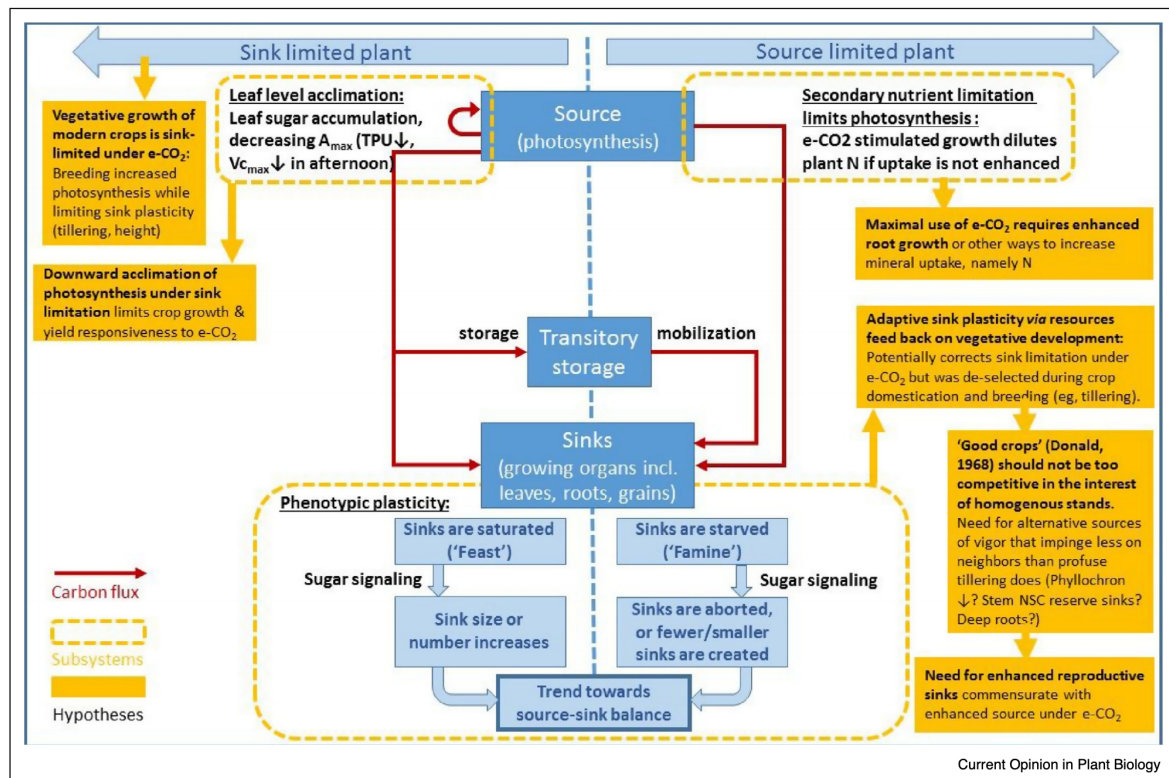 Sink limited plant
Source limited plant
Vegetative growth of
modern crops is sink-
limited under e-CO₂:
Breeding increased
photosynthesis while
limiting sink plasticity
(tillering, height)
Leaf level acclimation:
Leaf sugar accumulation,
decreasing Amax (TPU↓,
Vcmax↓ in afternoon)
Source
(photosynthesis)
Secondary nutrient limitation
limits photosynthesis :
e-CO2 stimulated growth dilutes
plant N if uptake is not enhanced
Downward acclimation of
photosynthesis under sink
limitation limits crop growth &
yield responsiveness to e-CO₂
Maximal use of e-CO₂ requires enhanced
root growth or other ways to increase
mineral uptake, namely N
storage
Transitory
storage
mobilization
Adaptive sink plasticity via resources
feed back on vegetative development:
Potentially corrects sink limitation under
e-CO₂ but was de-selected during crop
domestication and breeding (eg, tillering).
Sinks
(growing organs incl.
leaves, roots, grains)
'Good crops' (Donald,
1968) should not be too
competitive in the interest
of homogenous stands.
Need for alternative sources
of vigor that impinge less on
neighbors than profuse
tillering does (Phyllochron
↓? Stem NSC reserve sinks?
Deep roots?)
Phenotypic plasticity:
Sinks are saturated
('Feast')
Sinks are starved
('Famine')
Sugar signaling
Sugar signaling
Sink size or
number increases
Sinks are aborted,
or fewer/smaller
sinks are created
Trend towards
source-sink balance
Need for enhanced reproductive
sinks commensurate with
enhanced source under e-CO₂
Carbon flux
Subsystems
Hypotheses
Current Opinion in Plant Biology